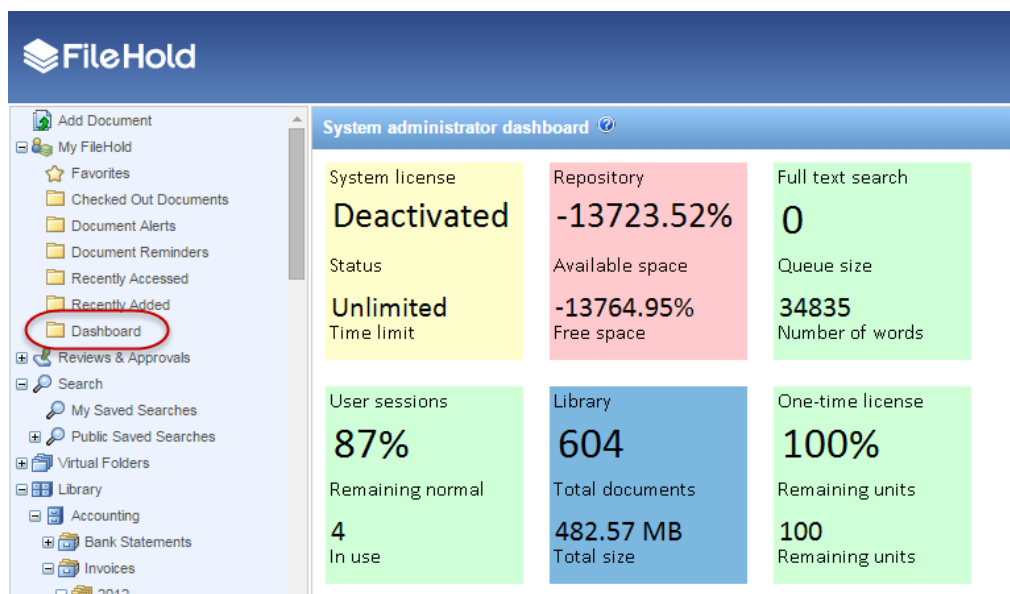 FileHold
Add Document
My FileHold
Favorites
Checked Out Documents
Document Alerts
Document Reminders
Recently Accessed
Recently Added
Dashboard
Reviews & Approvals
Search
My Saved Searches
Public Saved Searches
Virtual Folders
Library
Accounting
Bank Statements
Invoices
2012
System administrator dashboard
System license
Deactivated
Status
Unlimited
Time limit
Repository
-13723.52%
Available space
-13764.95%
Free space
Full text search
0
Queue size
34835
Number of words
User sessions
87%
Remaining normal
4
In use
Library
604
Total documents
482.57 MB
Total size
One-time license
100%
Remaining units
100
Remaining units